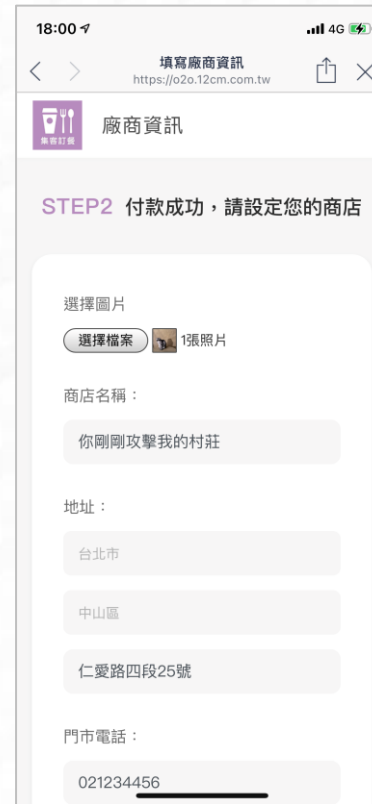 18:00
4G
填寫廠商資訊
https://o2o.12cm.com.tw
集客訂餐
廠商資訊
STEP2 付款成功，請設定您的商店
選擇圖片
選擇檔案 1張照片
商店名稱：
你剛剛攻擊我的村莊
地址：
台北市
中山區
仁愛路四段25號
門市電話：
021234456